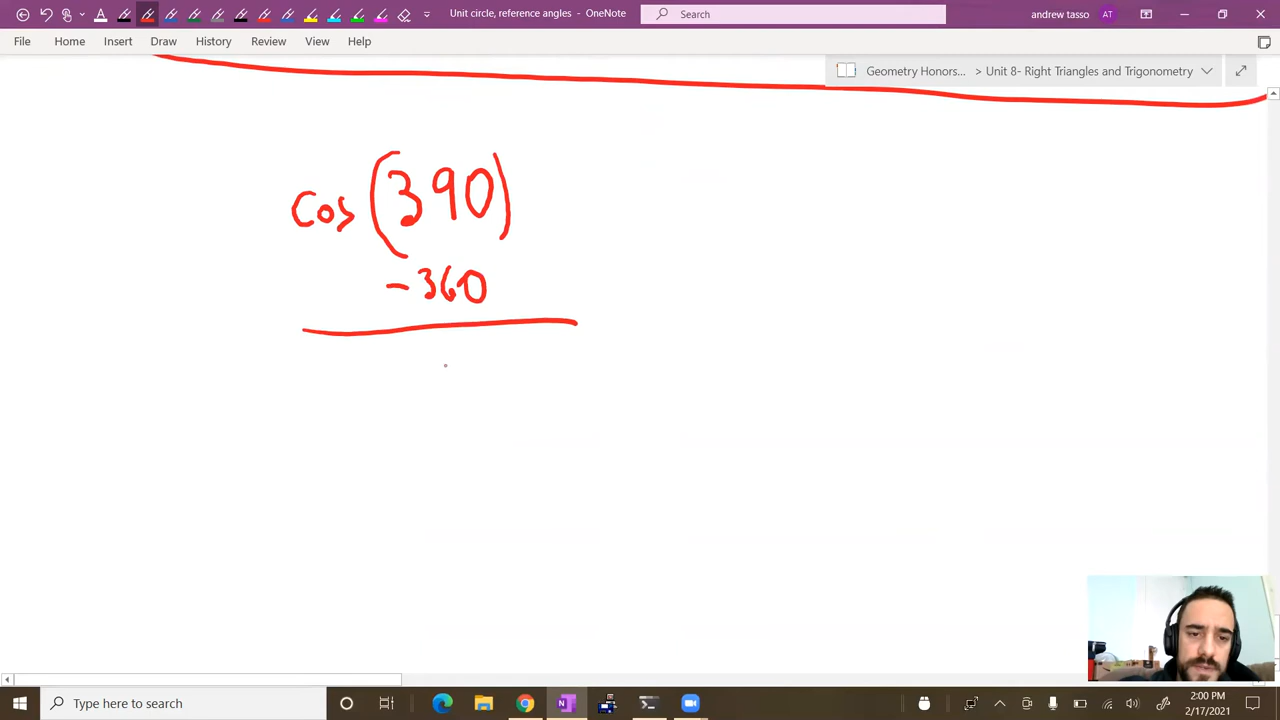 Unit circle, reference angles - OneNote
Search
andrew tasso AT
File Home Insert Draw History Review View Help
Geometry Honors... > Unit 8- Right Triangles and Trigonometry
cos (390)
-360
Type here to search
2:00 PM
2/17/2021